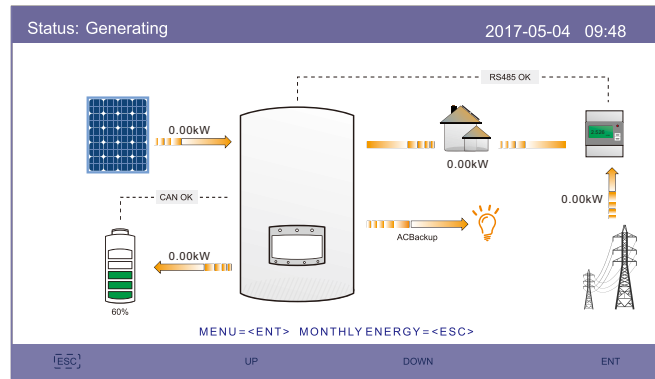 Status: Generating
2017-05-04 09:48
RS485 OK
0.00kW
0.00kW
CAN OK
0.00kW
0.00kW
ACBackup
60%
MENU=<ENT> MONTHLY ENERGY=<ESC>
ESC UP DOWN ENT